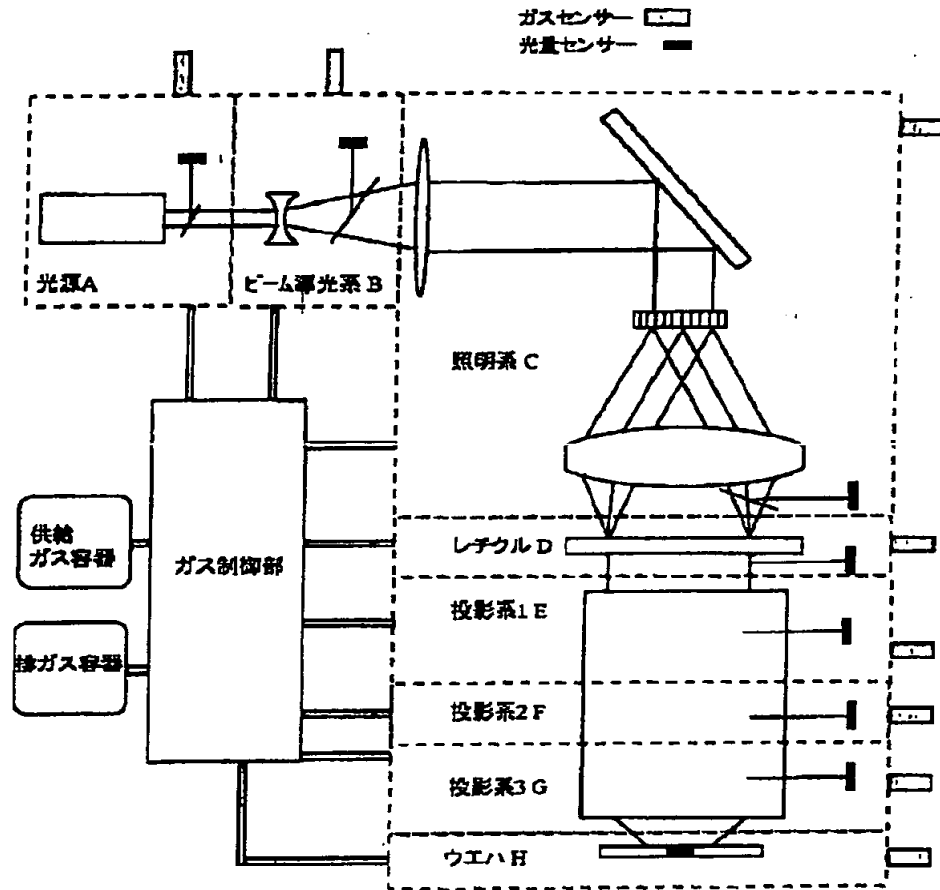 ガスセンサー
光量センサー
光源A
ビーム導光系 B
照明系 C
供給
ガス容器
ガス制御部
レチクル D
投影系1 E
排ガス容器
投影系2 F
投影系3 G
ウエハ H